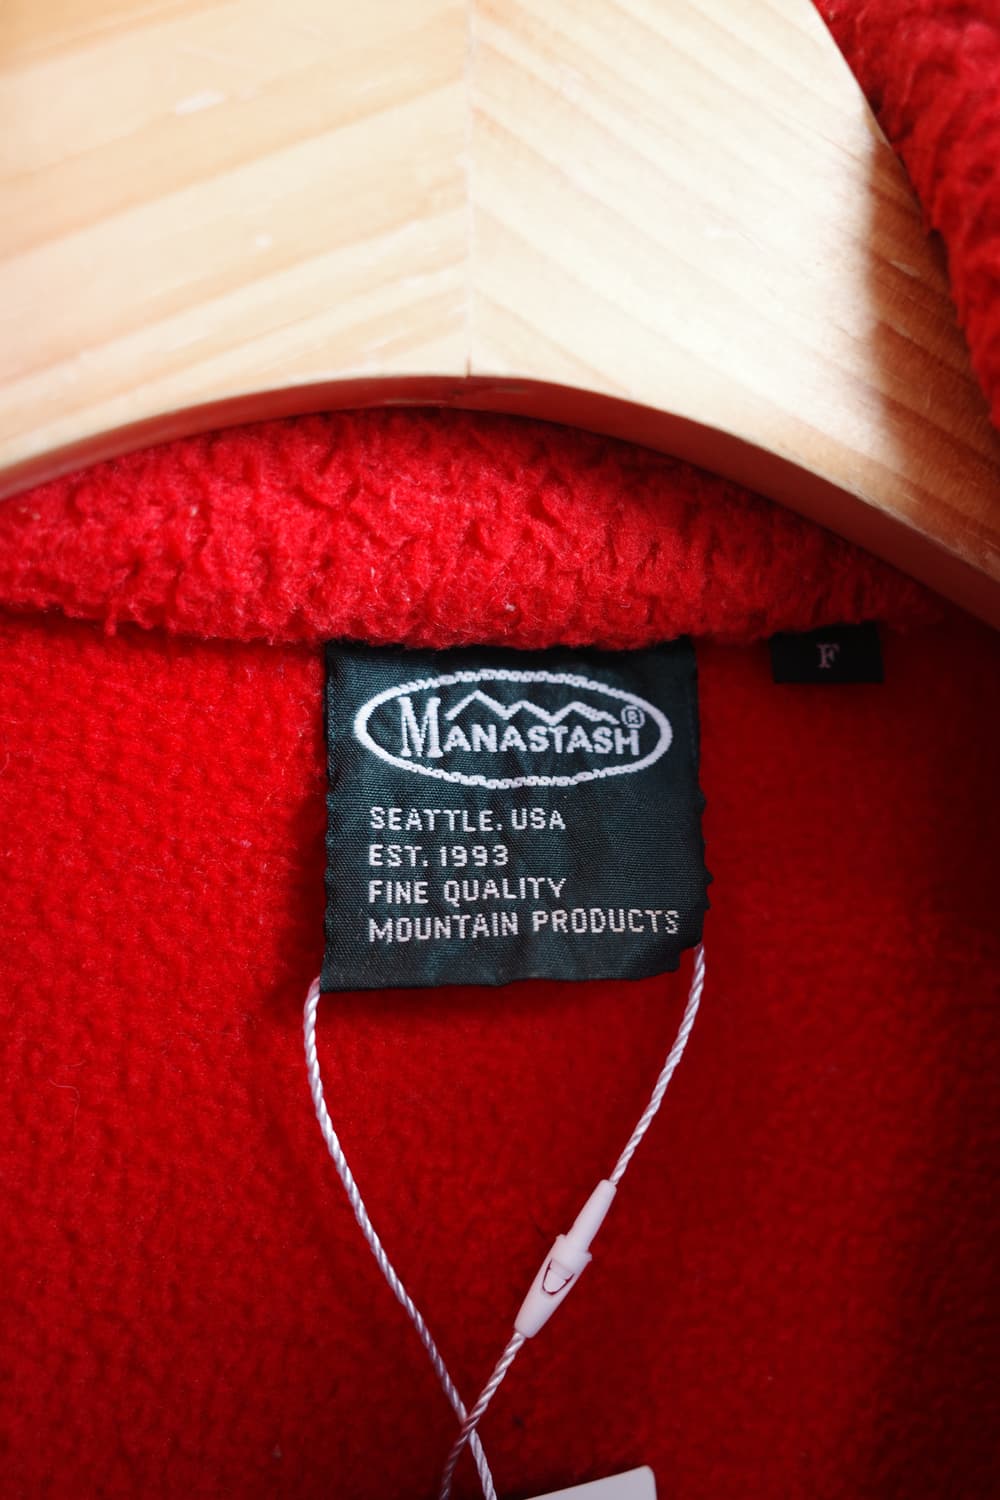 F
MANASTASH®
SEATTLE. USA
EST. 1993
FINE QUALITY
MOUNTAIN PRODUCTS